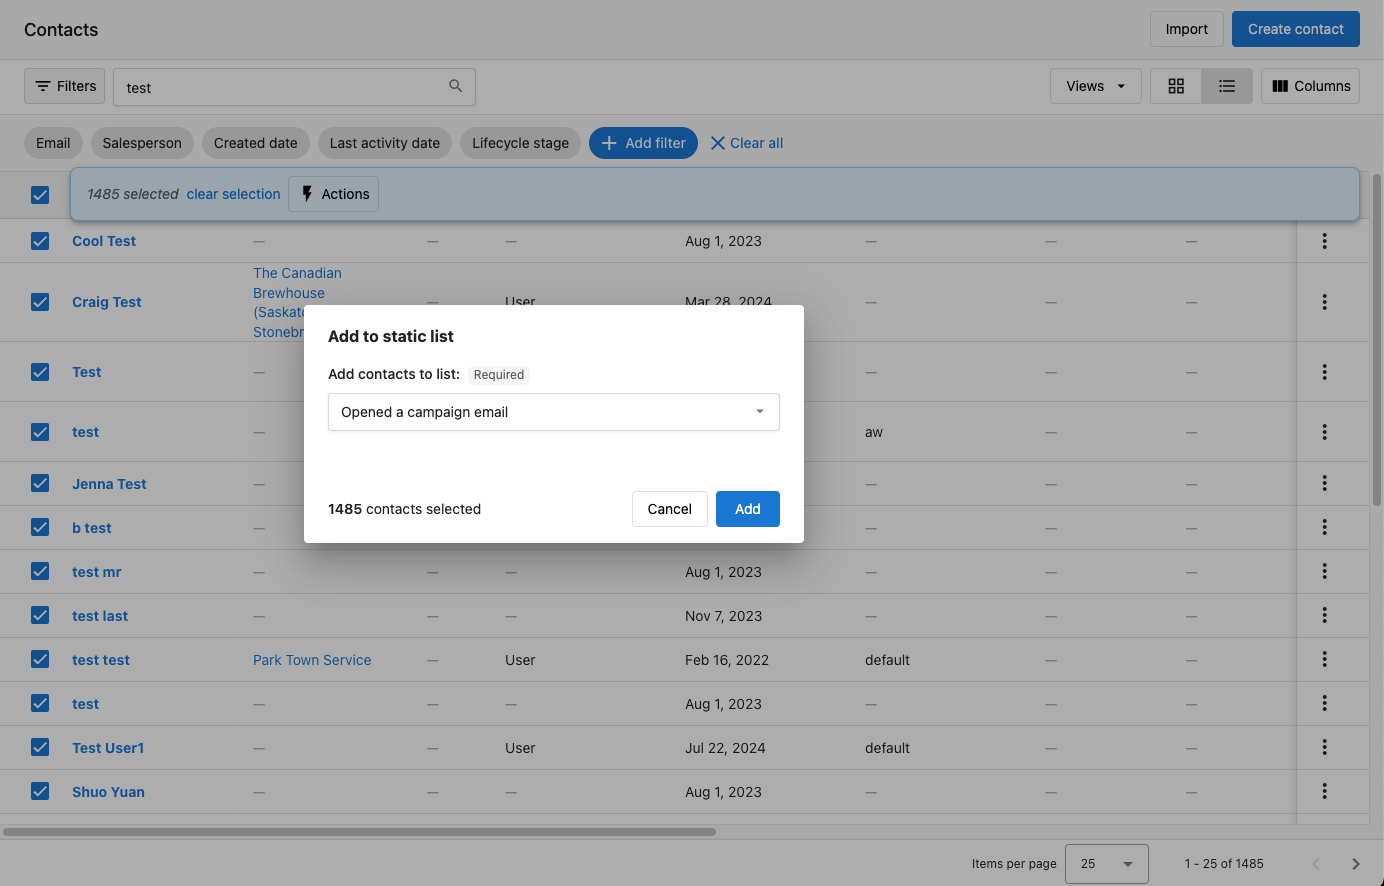 Contacts
Import
Create contact
Filters
test
Views
Columns
Email
Salesperson
Created date
Last activity date
Lifecycle stage
Add filter
Clear all
1485 selected clear selection Actions
Cool Test — — — Aug 1, 2023 — — —
Craig Test
The Canadian
Brewhouse
(Saskato
Stonebr
— User Mar 28, 2024 — — —
Test — — — —
test — aw — —
Jenna Test — — — —
b test — — — —
test mr — — — Aug 1, 2023 — — —
test last — — — Nov 7, 2023 — — —
test test Park Town Service — User Feb 16, 2022 default — —
test — — — Aug 1, 2023 — — —
Test User1 — — User Jul 22, 2024 default — —
Shuo Yuan — — — Aug 1, 2023 — — —
Add to static list
Add contacts to list: Required
Opened a campaign email
1485 contacts selected
Cancel
Add
Items per page 25 1 - 25 of 1485